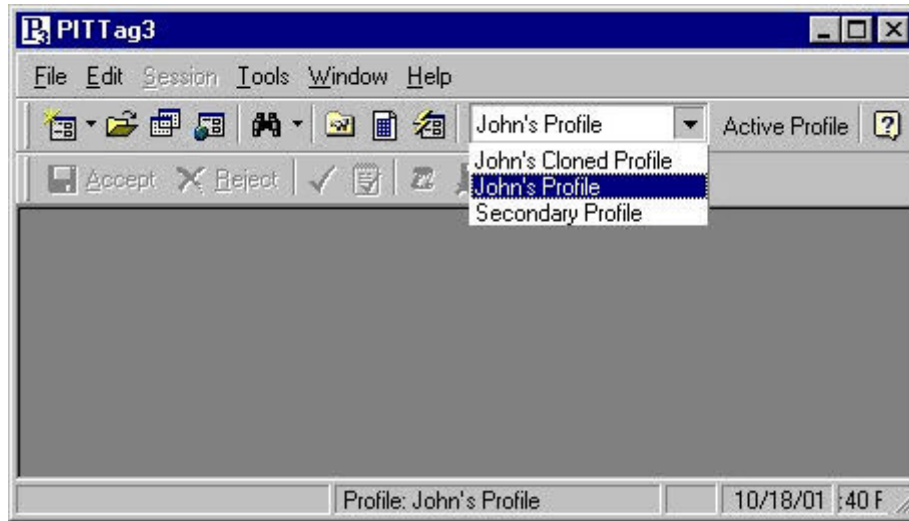 PITTag3
File Edit Session Tools Window Help
John's Profile Active Profile
John's Cloned Profile
Accept Reject
John's Profile
Secondary Profile
Profile: John's Profile 10/18/01 :40